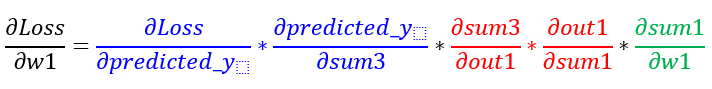 ∂Loss/∂w1 = ∂Loss/∂predicted_y⬚ * ∂predicted_y⬚/∂sum3 * ∂sum3/∂out1 * ∂out1/∂sum1 * ∂sum1/∂w1